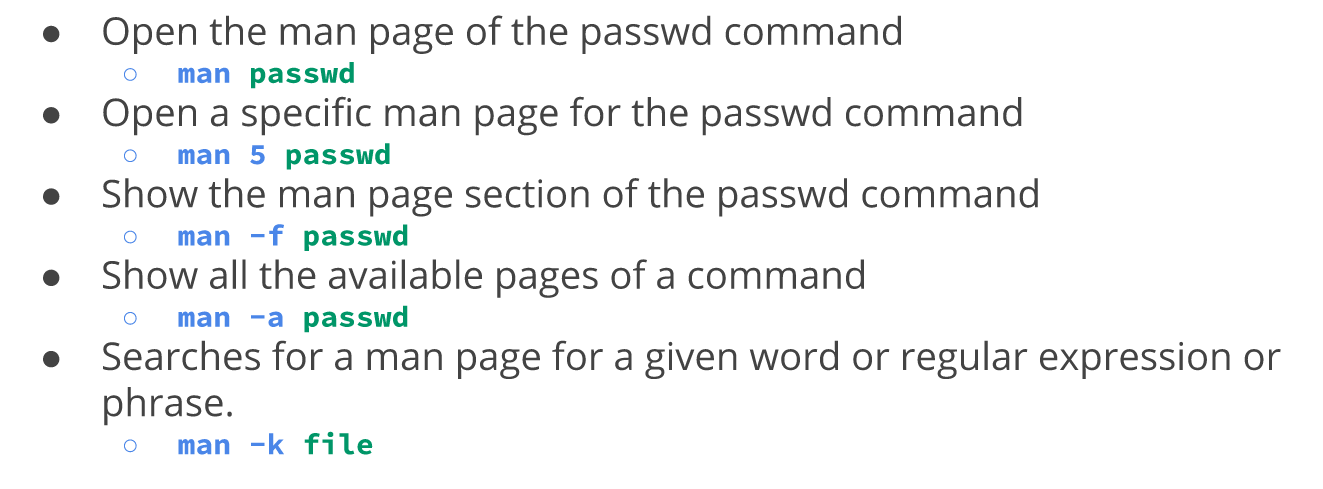 ● Open the man page of the passwd command
○ man passwd
● Open a specific man page for the passwd command
○ man 5 passwd
● Show the man page section of the passwd command
○ man -f passwd
● Show all the available pages of a command
○ man -a passwd
● Searches for a man page for a given word or regular expression or
phrase.
○ man -k file